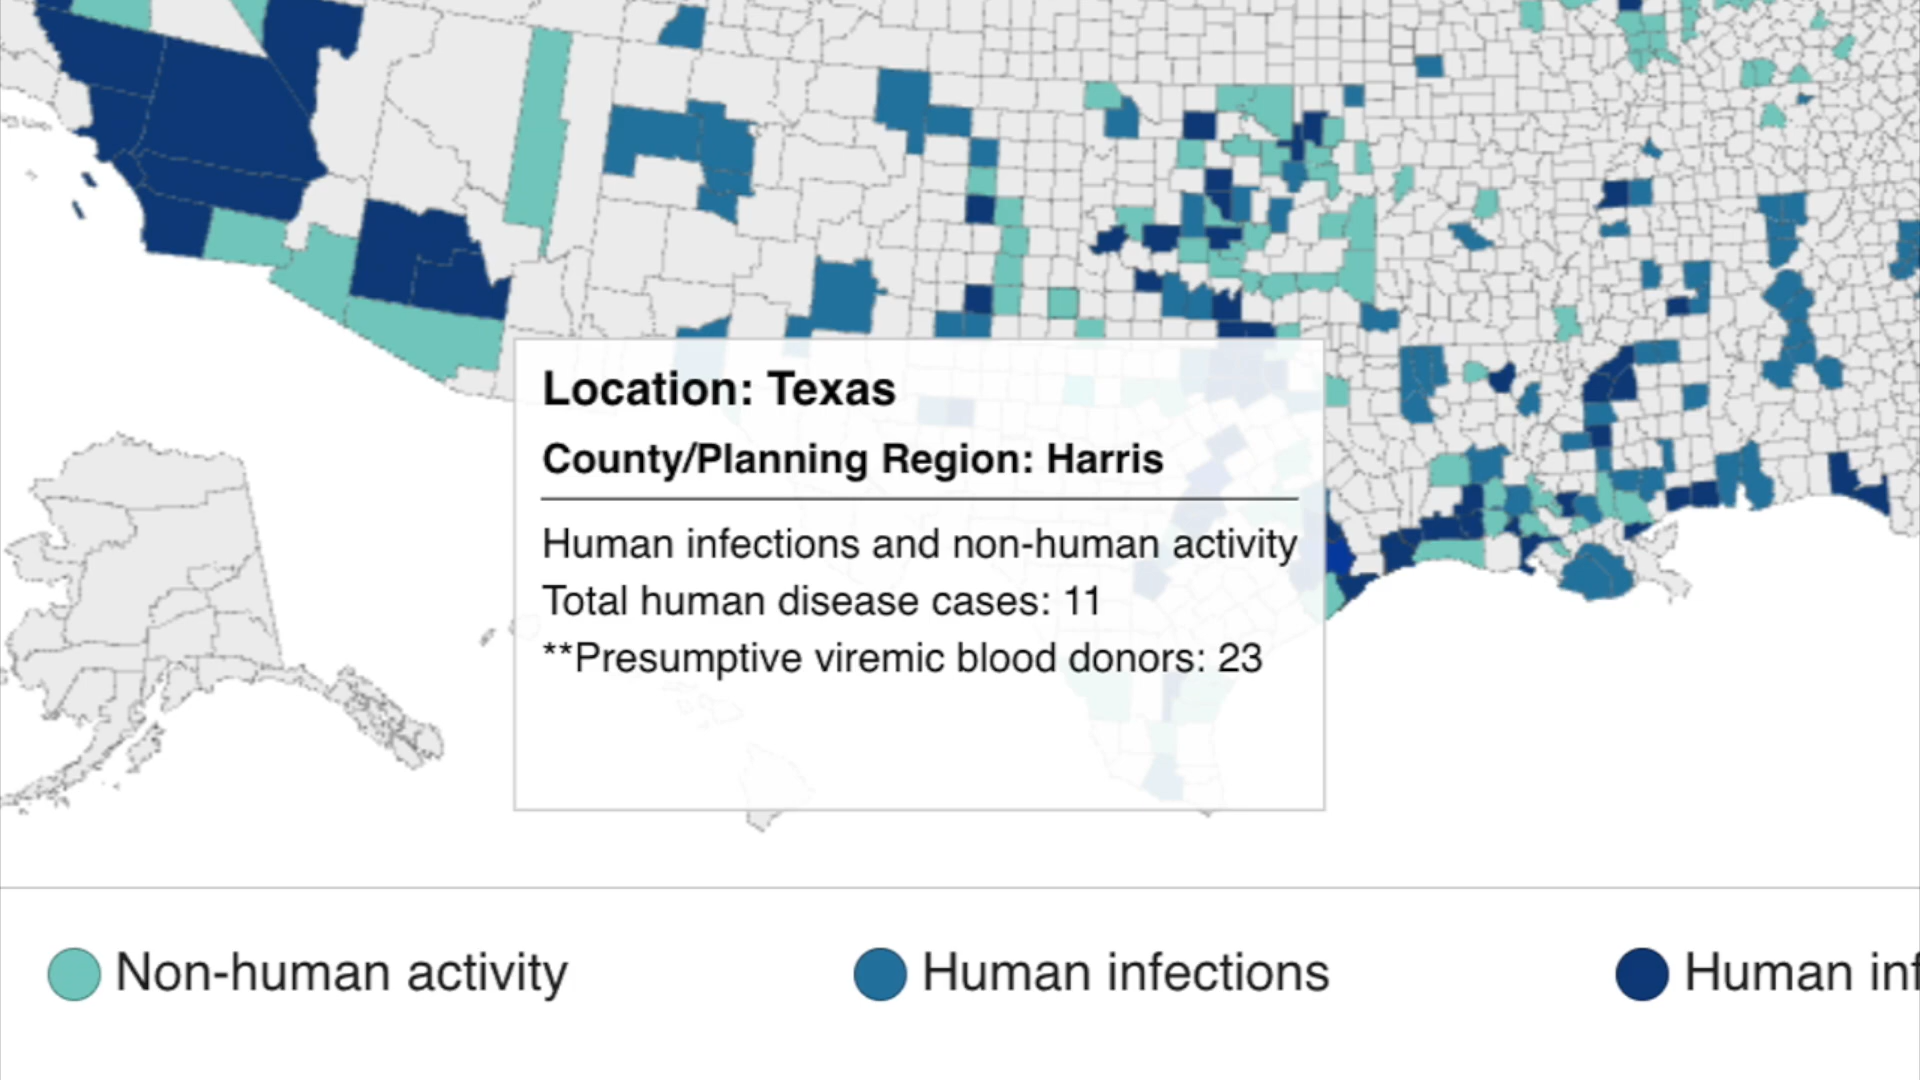 Location: Texas
County/Planning Region: Harris
Human infections and non-human activity
Total human disease cases: 11
**Presumptive viremic blood donors: 23
Non-human activity
Human infections
Human inf